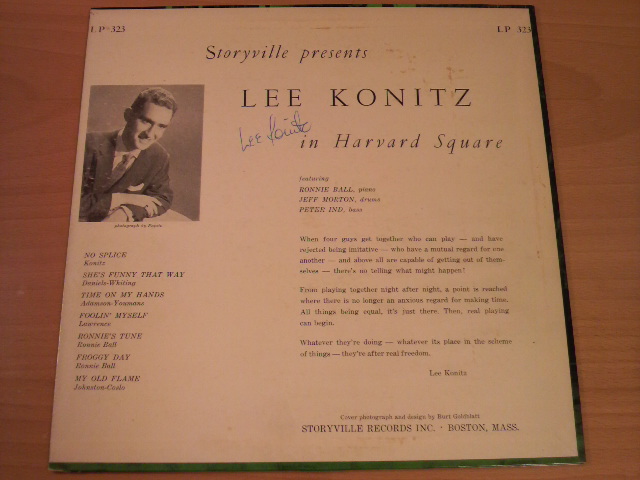 LP 323
LP 323
Storyville presents
LEE KONITZ
Lee Konitz
in Harvard Square
featuring
RONNIE BALL, piano
JEFF MORTON, drums
PETER IND, bass
photograph by
When four guys get together who can play — and have
rejected being imitative — who have a mutual regard for one
another — and above all are capable of getting out of them-
selves — there's no telling what might happen!
From playing together night after night, a point is reached
where there is no longer an anxious regard for making time.
All things being equal, it's just there. Then, real playing
can begin.
Whatever they're doing — whatever its place in the scheme
of things — they're after real freedom.
Lee Konitz
NO SPLICE
Konitz
SHE'S FUNNY THAT WAY
Daniels-Whiting
TIME ON MY HANDS
Adamson-Youmans
FOOLIN' MYSELF
Lawrence
RONNIE'S TUNE
Ronnie Ball
FROGGY DAY
Ronnie Ball
MY OLD FLAME
Johnston-Coslo
Cover photograph and design by Burt Goldblatt
STORYVILLE RECORDS INC. - BOSTON, MASS.